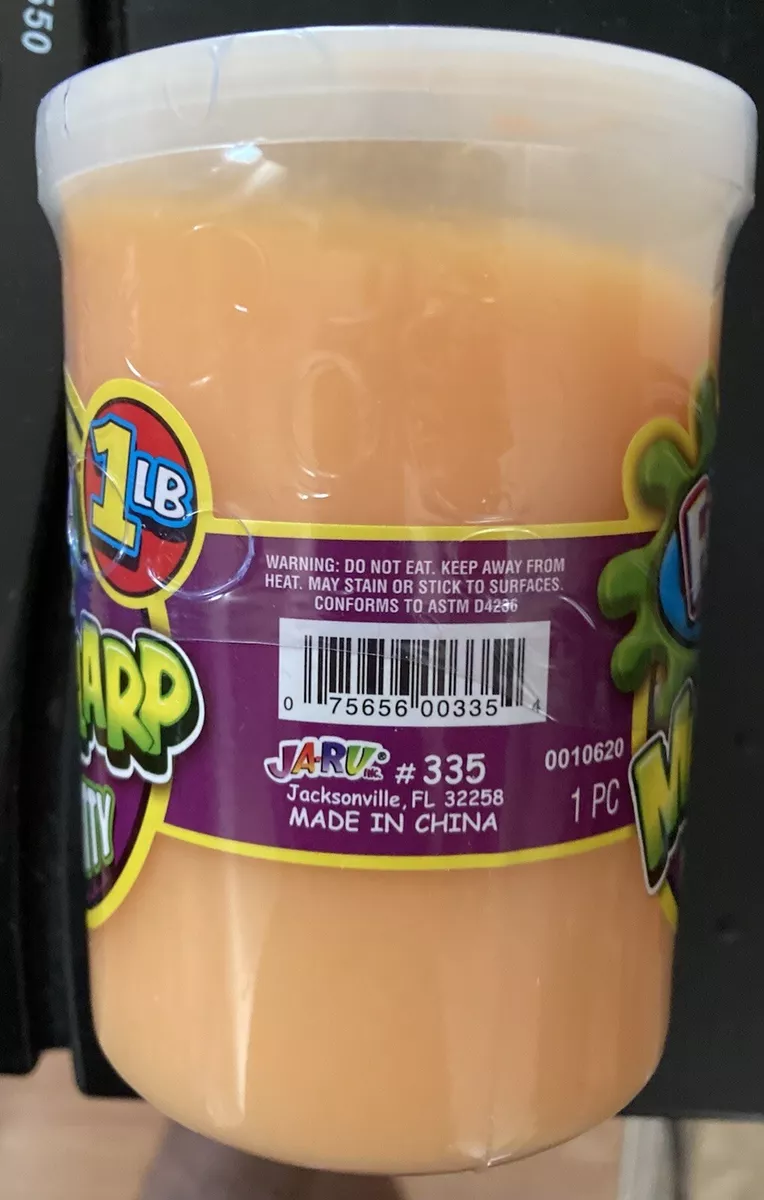 550
1 LB
WARNING: DO NOT EAT. KEEP AWAY FROM
HEAT. MAY STAIN OR STICK TO SURFACES.
CONFORMS TO ASTM D4236
0 75656 00335 4
ARP
TY
JA-RU® INC. # 335
Jacksonville, FL 32258
MADE IN CHINA
0010620
1 PC
M